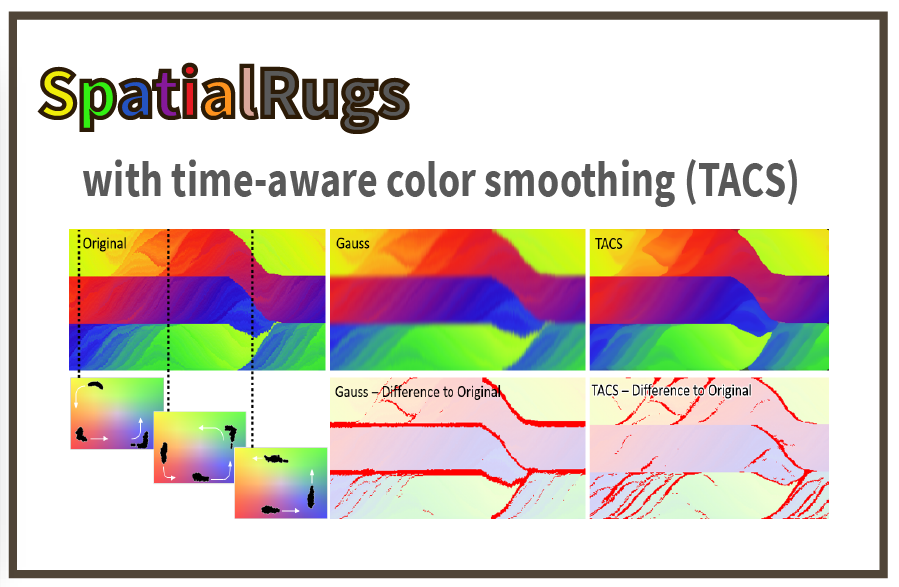 SpatialRugs
with time-aware color smoothing (TACS)
Original
Gauss
TACS
Gauss – Difference to Original
TACS – Difference to Original